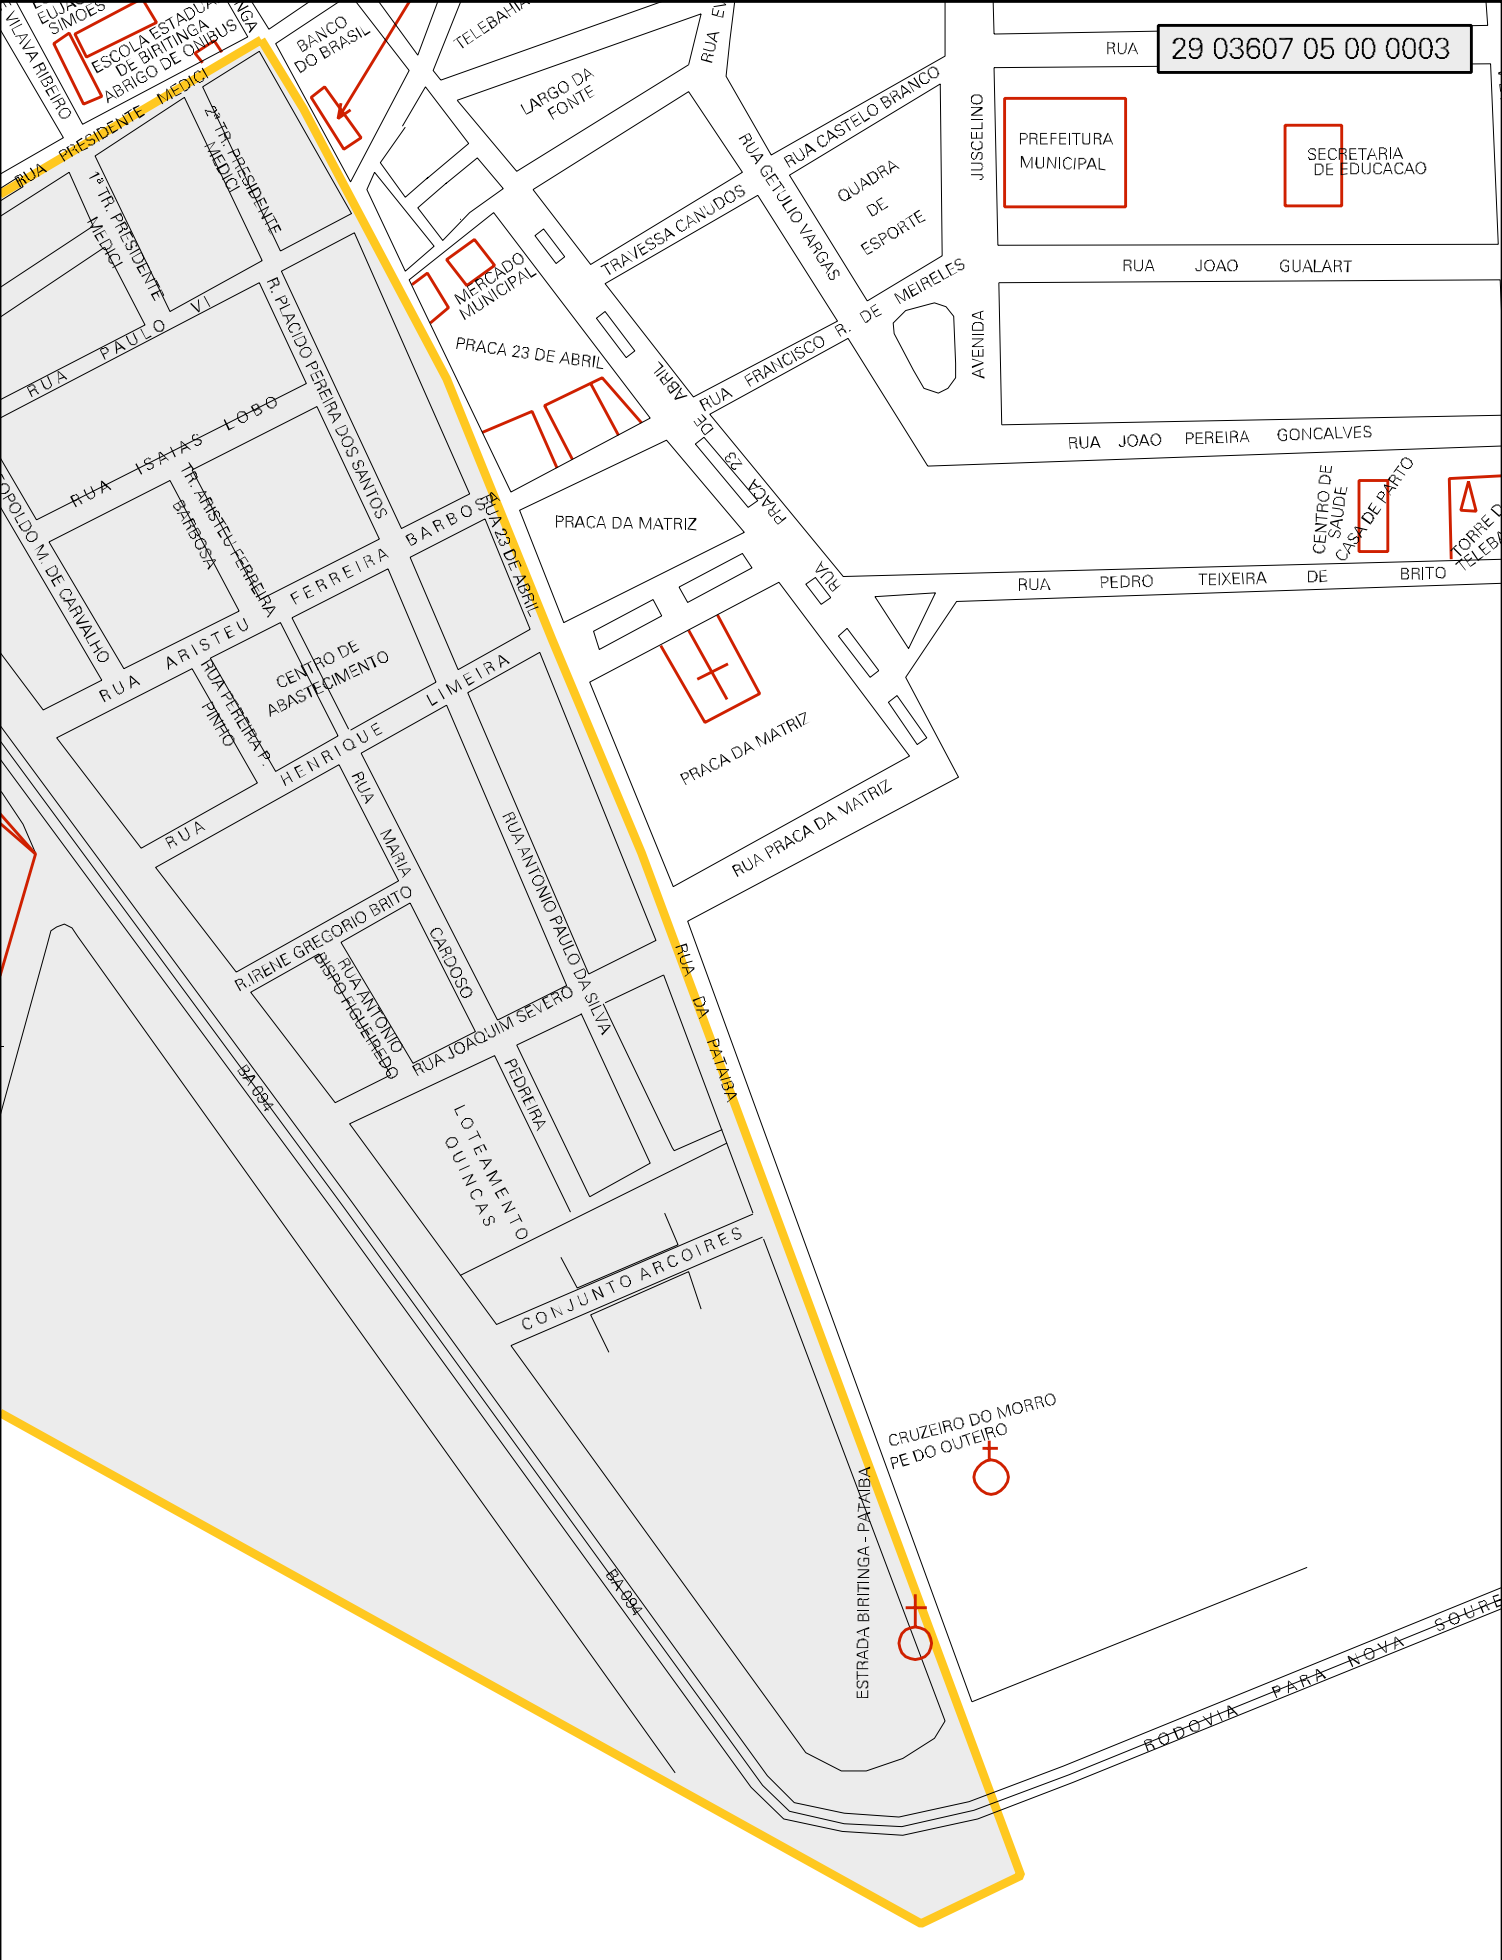 29 03607 05 00 0003
SIMOES
ESCOLA ESTADUAL
DE BIRITINGA
ABRIGO DE ONIBUS
VILAVA RIBEIRO
BANCO
DO BRASIL
TELEBAHIA
RUA
RUA
LARGO DA
FONTE
RUA PRESIDENTE MEDICI
2ª TR. PRESIDENTE
MEDICI
1ª TR. PRESIDENTE
MEDICI
RUA CASTELO BRANCO
RUA GETULIO VARGAS
QUADRA
DE
ESPORTE
JUSCELINO
AVENIDA
PREFEITURA
MUNICIPAL
SECRETARIA
DE EDUCACAO
TRAVESSA CANUDOS
MERCADO
MUNICIPAL
RUA JOAO GUALART
RUA PAULO VI
R. PLACIDO PEREIRA DOS SANTOS
PRACA 23 DE ABRIL
RUA FRANCISCO R. DE MEIRELES
RUA PRACA 23 DE ABRIL
RUA ISAIAS LOBO
RUA JOAO PEREIRA GONCALVES
CENTRO DE
SAUDE
CASA DE PARTO
TORRE D
TELEBA
TR. ARISTEU FERREIRA
BARBOSA
OPOLDO M. DE CARVALHO
RUA ARISTEU FERREIRA BARBOSA
RUA 23 DE ABRIL
PRACA DA MATRIZ
RUA PEDRO TEIXEIRA DE BRITO
CENTRO DE
ABASTECIMENTO
RUA PEREIRA P.
PINHO
RUA HENRIQUE LIMEIRA
PRACA DA MATRIZ
RUA PRACA DA MATRIZ
RUA MARIA CARDOSO
RUA ANTONIO PAULO DA SILVA
R.IRENE GREGORIO BRITO
RUA ANTONIO
BISPO FIGUEIREDO
RUA JOAQUIM SEVERO
RUA DA PATAIBA
BA 094
PEDREIRA
LOTEAMENTO
QUINCAS
CONJUNTO ARCOIRES
CRUZEIRO DO MORRO
PE DO OUTEIRO
ESTRADA BIRITINGA - PATAIBA
BA 094
RODOVIA PARA NOVA SOURE